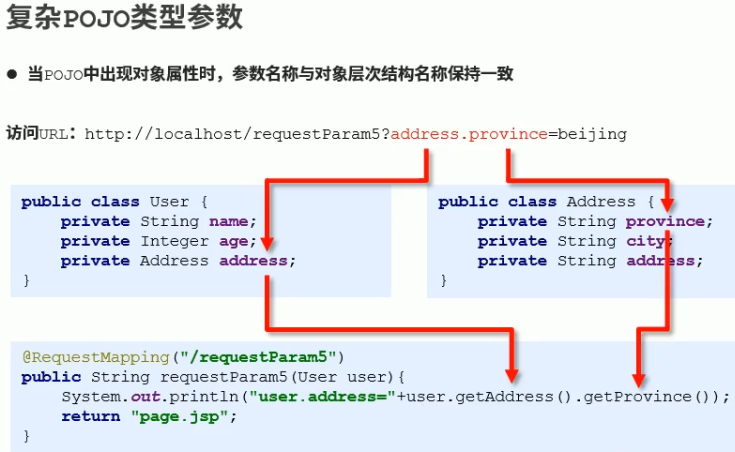 复杂POJO类型参数
● 当POJO中出现对象属性时，参数名称与对象层次结构名称保持一致
访问URL：http://localhost/requestParam5?address.province=beijing
public class User {
    private String name;
    private Integer age;
    private Address address;
}
public class Address {
    private String province;
    private String city;
    private String address;
}
@RequestMapping("/requestParam5")
public String requestParam5(User user){
    System.out.println("user.address="+user.getAddress().getProvince());
    return "page.jsp";
}